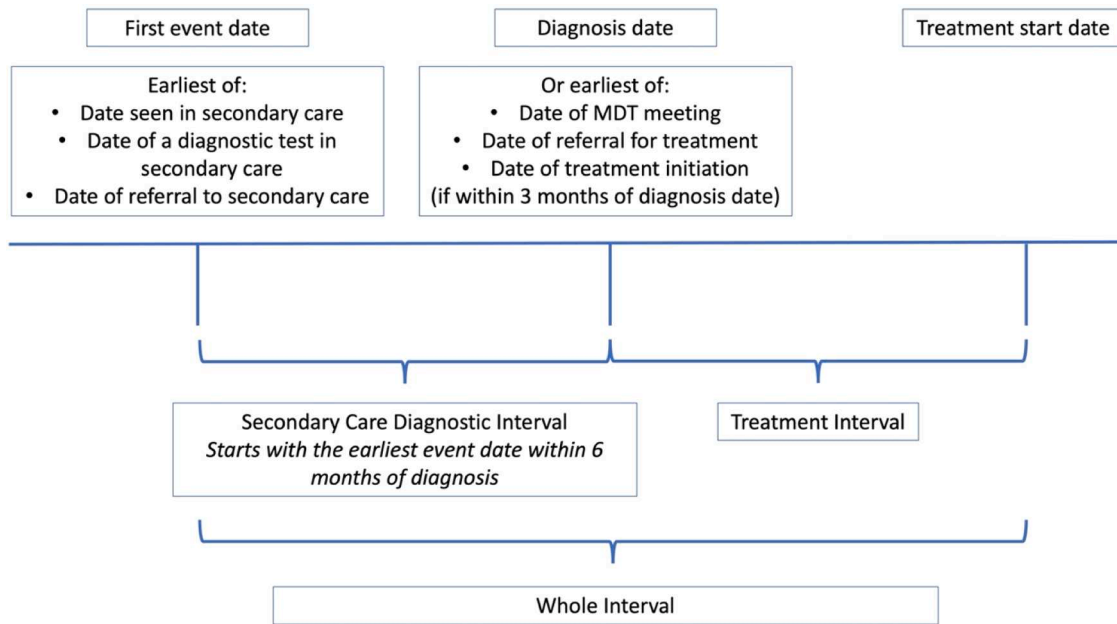 First event date
Diagnosis date
Treatment start date
Earliest of:
• Date seen in secondary care
• Date of a diagnostic test in
secondary care
• Date of referral to secondary care
Or earliest of:
• Date of MDT meeting
• Date of referral for treatment
• Date of treatment initiation
(if within 3 months of diagnosis date)
Secondary Care Diagnostic Interval
Starts with the earliest event date within 6
months of diagnosis
Treatment Interval
Whole Interval